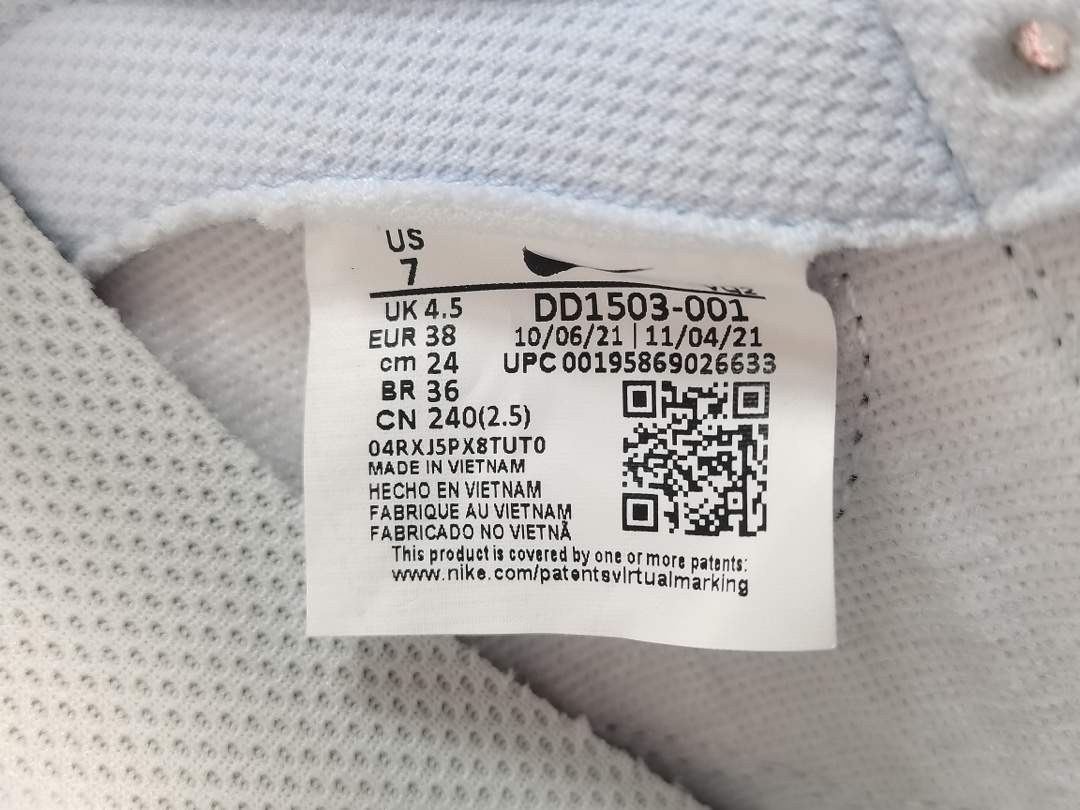 US
7
UK 4.5
EUR 38
cm 24
BR 36
CN 240(2.5)
DD1503-001
10/06/21 | 11/04/21
UPC 00195869026633
04RXJ5PX8TUT0
MADE IN VIETNAM
HECHO EN VIETNAM
FABRIQUE AU VIETNAM
FABRICADO NO VIETNÃ
This product is covered by one or more patents:
www.nike.com/patentsvirtualmarking